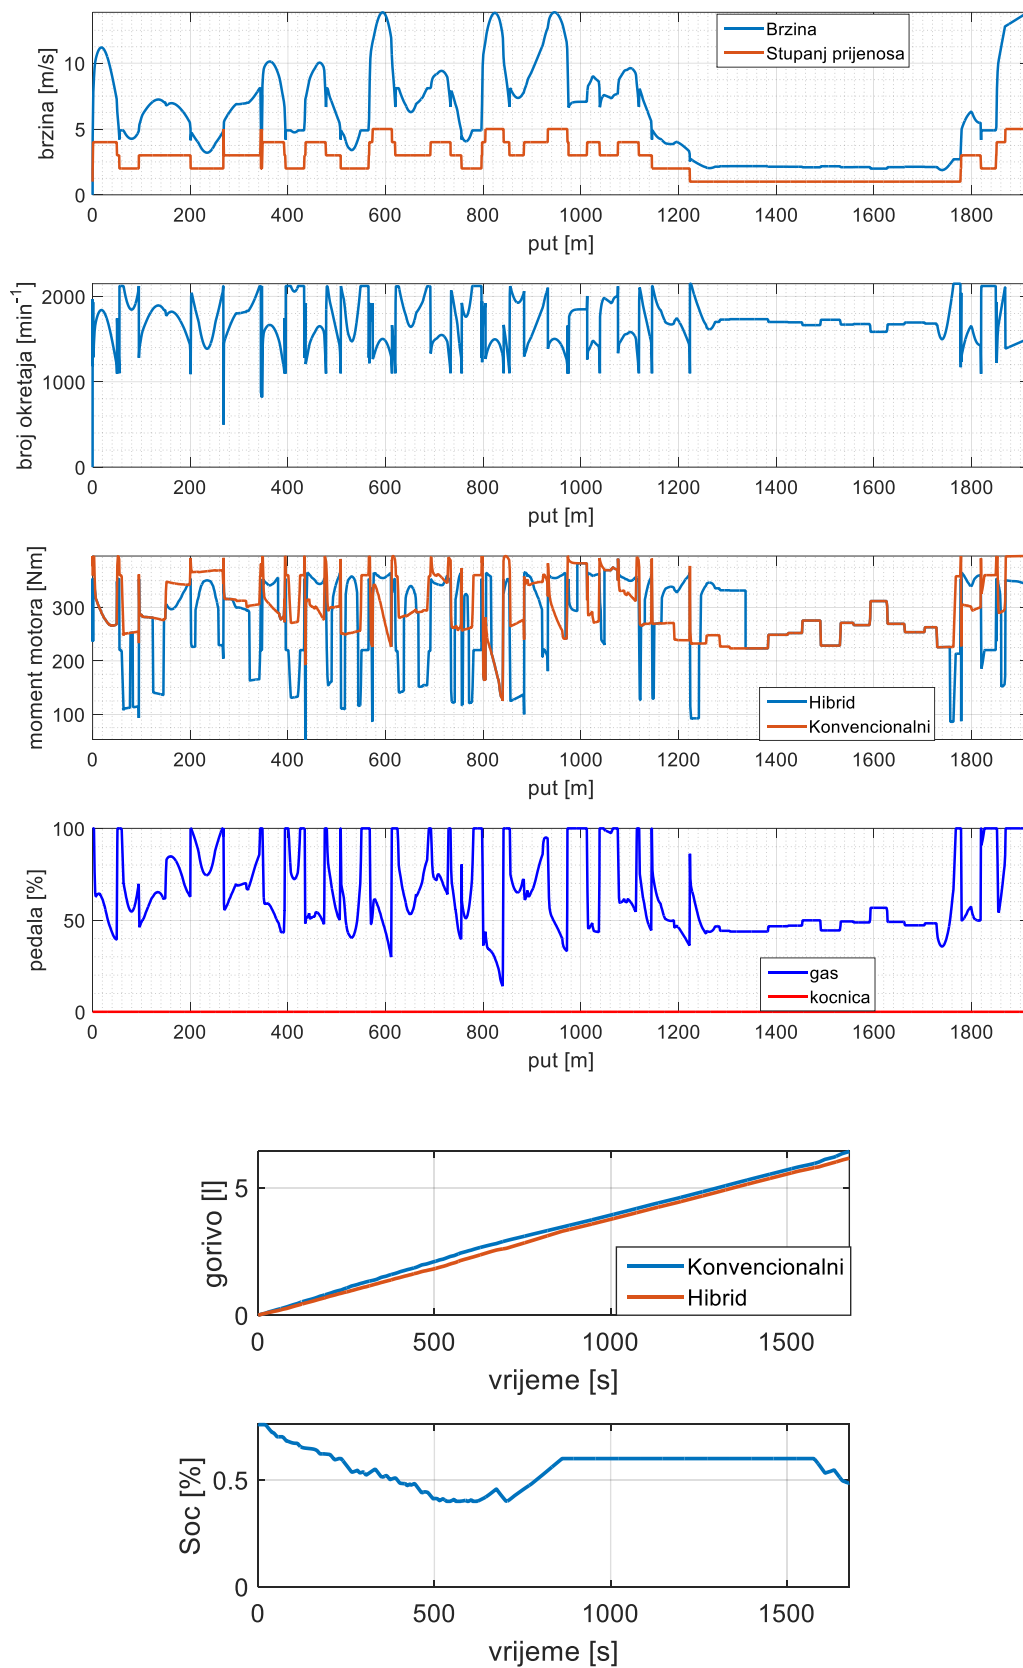 brzina [m/s]
10
5
0
Brzina
Stupanj prijenosa
0 200 400 600 800 1000 1200 1400 1600 1800
put [m]
broj okretaja [min⁻¹]
2000
1000
0
0 200 400 600 800 1000 1200 1400 1600 1800
put [m]
moment motora [Nm]
300
200
100
Hibrid
Konvencionalni
0 200 400 600 800 1000 1200 1400 1600 1800
put [m]
pedala [%]
100
50
0
gas
kocnica
0 200 400 600 800 1000 1200 1400 1600 1800
put [m]
gorivo [l]
5
0
Konvencionalni
Hibrid
0 500 1000 1500
vrijeme [s]
Soc [%]
0.5
0
0 500 1000 1500
vrijeme [s]